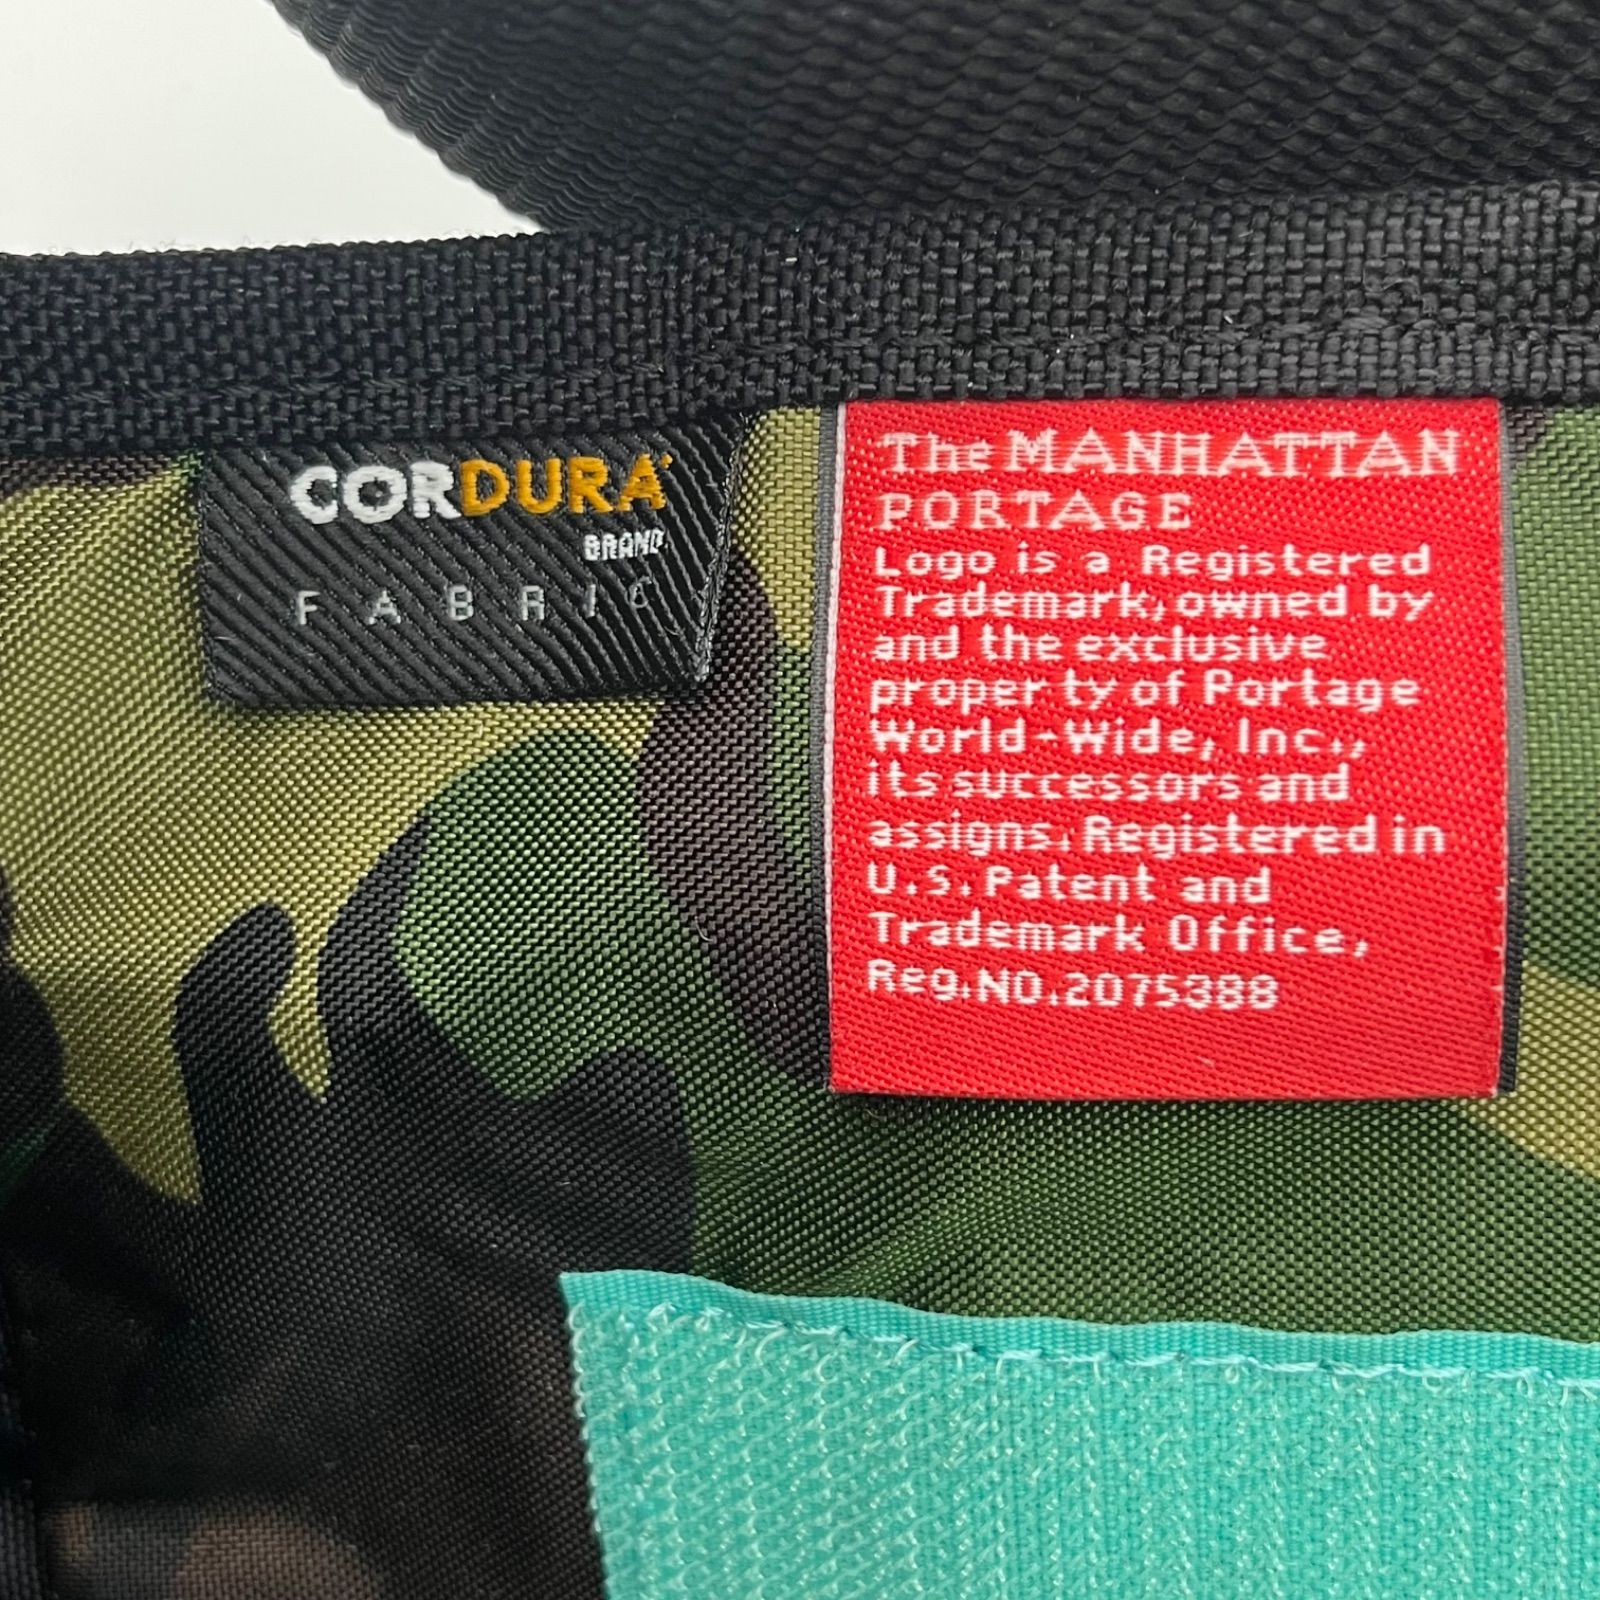 CORDURA
BRAND
FABRIC
The MANHATTAN
PORTAGE
Logo is a Registered
Trademark, owned by
and the exclusive
property of Portage
World-Wide, Inc.,
its successors and
assigns. Registered in
U.S. Patent and
Trademark Office,
Reg.NO.2075388